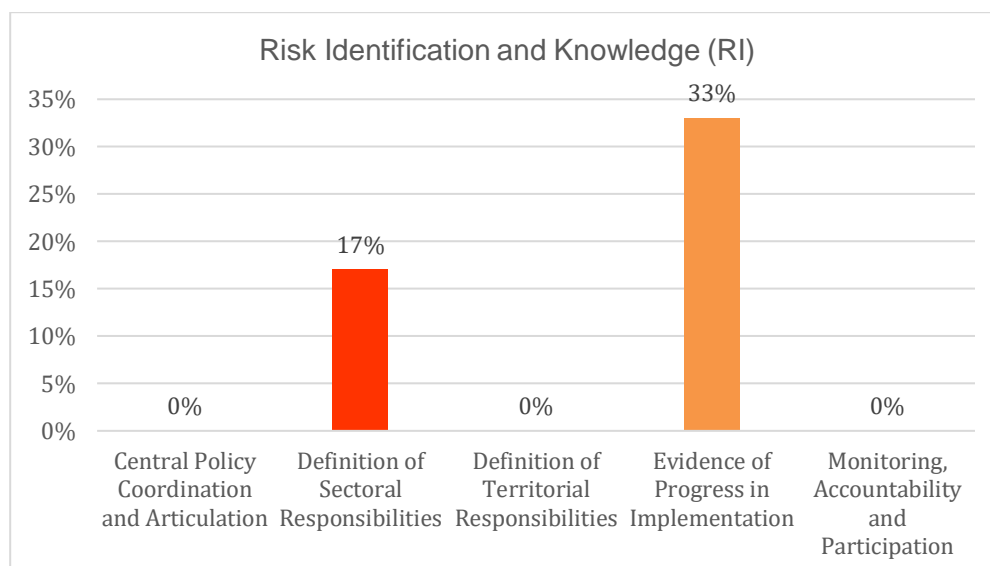 Risk Identification and Knowledge (RI)
35%
30%
25%
20%
15%
10%
5%
0%
0%
17%
0%
33%
0%
Central Policy
Coordination
and Articulation
Definition of
Sectoral
Responsibilities
Definition of
Territorial
Responsibilities
Evidence of
Progress in
Implementation
Monitoring,
Accountability
and
Participation